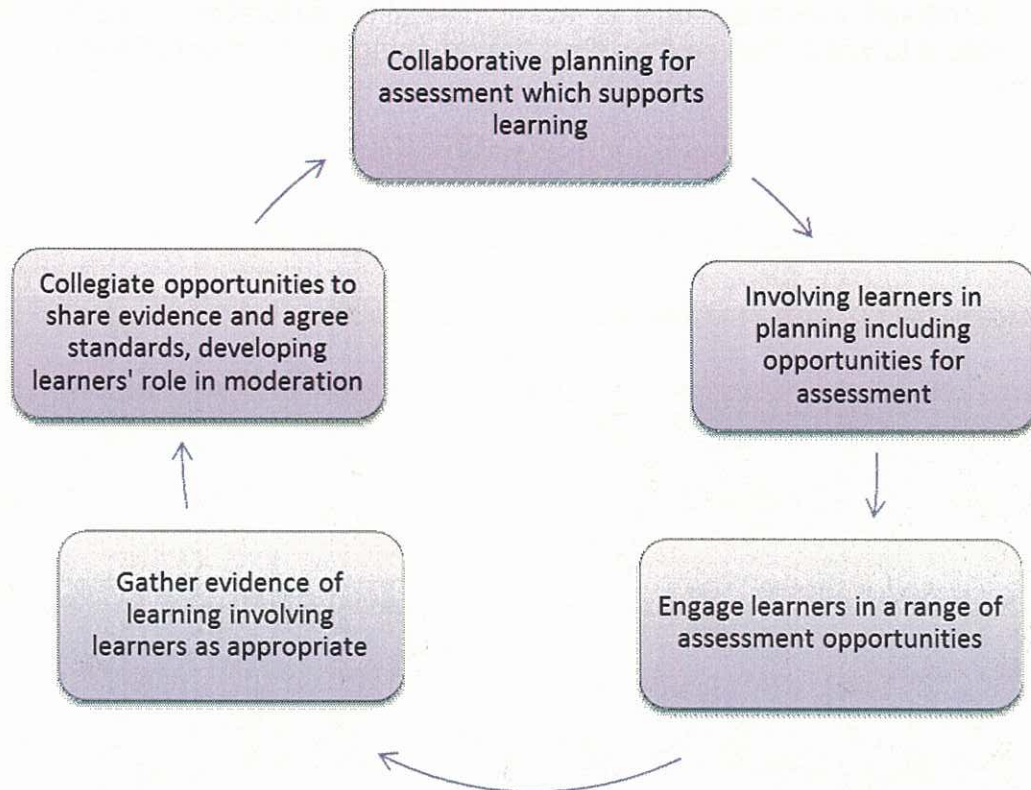 Collaborative planning for
assessment which supports
learning
Involving learners in
planning including
opportunities for
assessment
Engage learners in a range of
assessment opportunities
Gather evidence of
learning involving
learners as appropriate
Collegiate opportunities to
share evidence and agree
standards, developing
learners' role in moderation